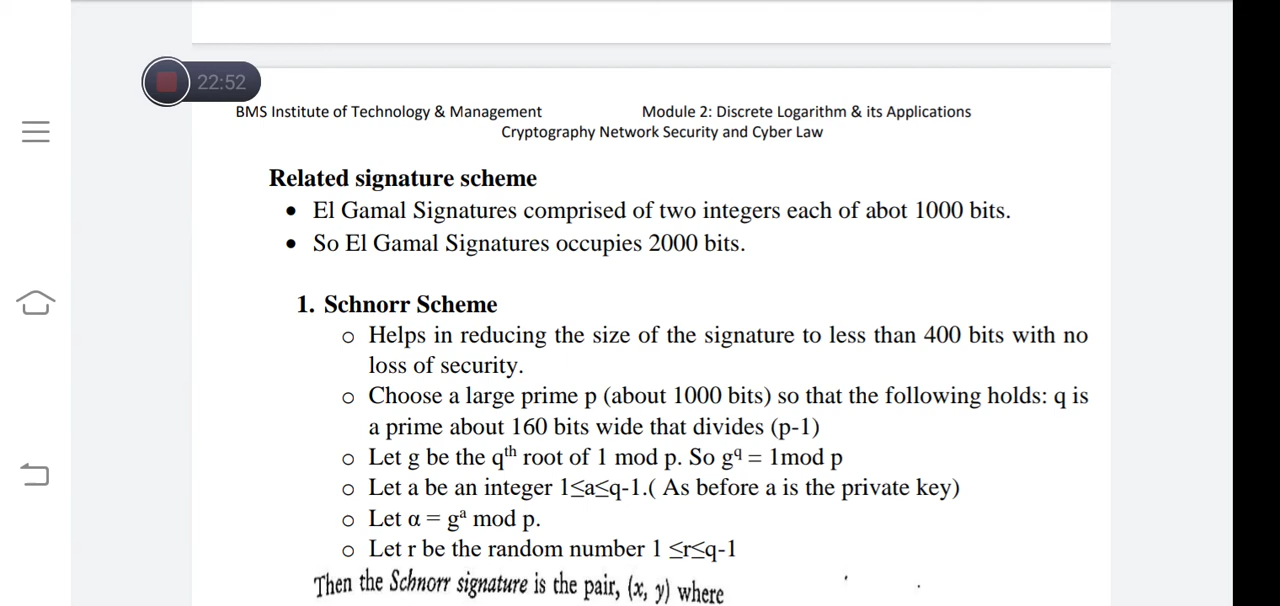 22:52
BMS Institute of Technology & Management Module 2: Discrete Logarithm & its Applications
Cryptography Network Security and Cyber Law
Related signature scheme
• El Gamal Signatures comprised of two integers each of abot 1000 bits.
• So El Gamal Signatures occupies 2000 bits.
1. Schnorr Scheme
o Helps in reducing the size of the signature to less than 400 bits with no
loss of security.
o Choose a large prime p (about 1000 bits) so that the following holds: q is
a prime about 160 bits wide that divides (p-1)
o Let g be the qᵗʰ root of 1 mod p. So g^q = 1mod p
o Let a be an integer 1≤a≤q-1.( As before a is the private key)
o Let α = gᵃ mod p.
o Let r be the random number 1 ≤r≤q-1
Then the Schnorr signature is the pair, (x, y) where